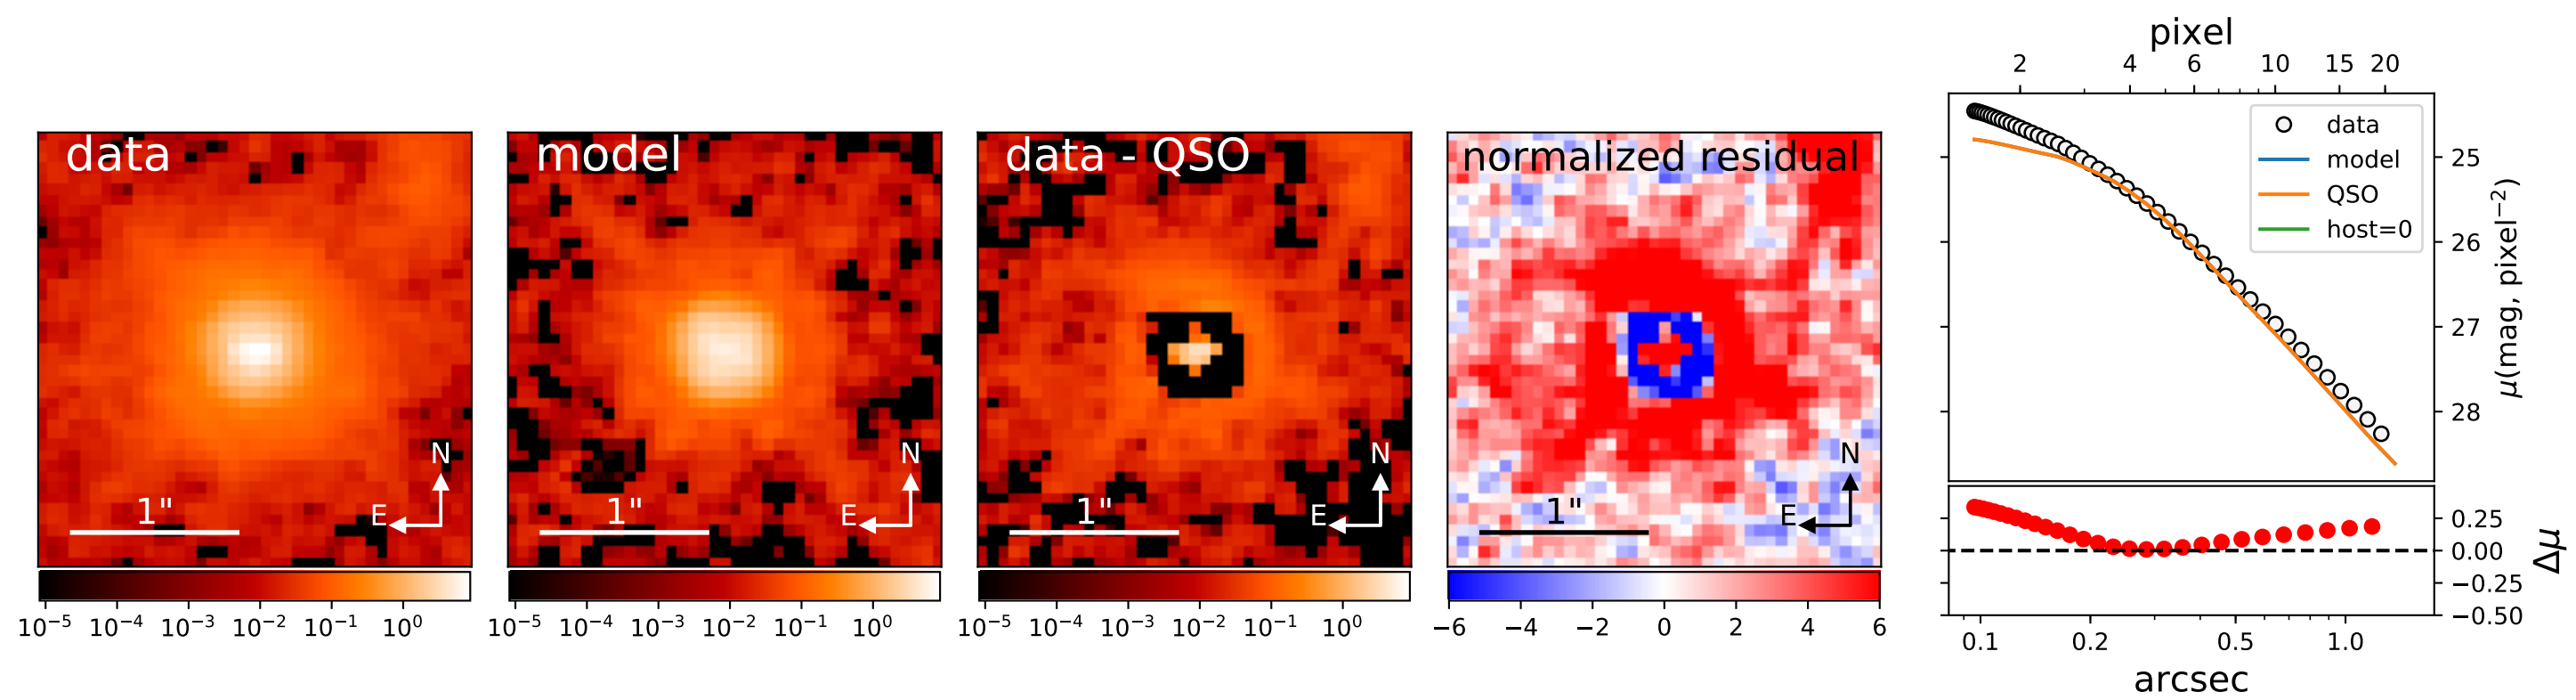 data
N
E
1"
10⁻⁵ 10⁻⁴ 10⁻³ 10⁻² 10⁻¹ 10⁰
model
N
E
1"
10⁻⁵ 10⁻⁴ 10⁻³ 10⁻² 10⁻¹ 10⁰
data - QSO
N
E
1"
10⁻⁵ 10⁻⁴ 10⁻³ 10⁻² 10⁻¹ 10⁰
normalized residual
N
E
1"
−6 −4 −2 0 2 4 6
pixel
2 4 6 10 15 20
data
model
QSO
host=0
25
26
27
28
μ(mag, pixel⁻²)
0.25
0.00
−0.25
−0.50
Δμ
0.1 0.2 0.5 1.0
arcsec